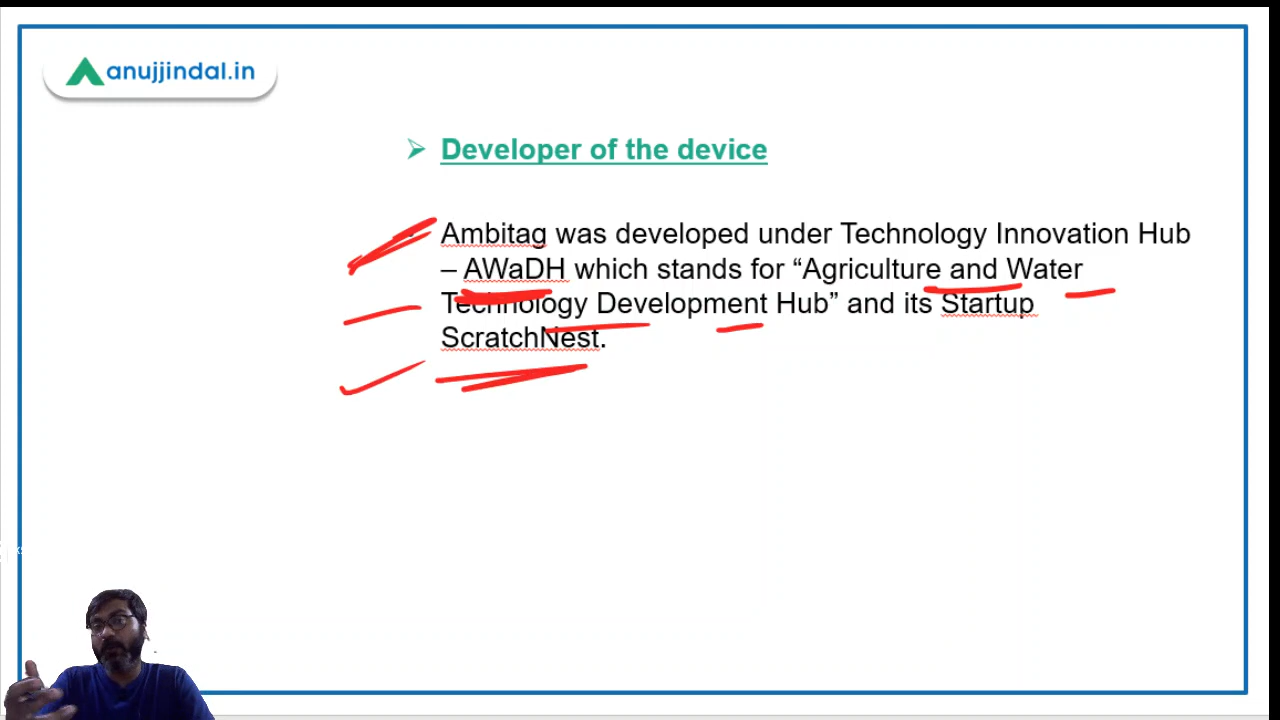 anujjindal.in
Developer of the device
Ambitag was developed under Technology Innovation Hub
– AWaDH which stands for “Agriculture and Water
Technology Development Hub” and its Startup
ScratchNest.